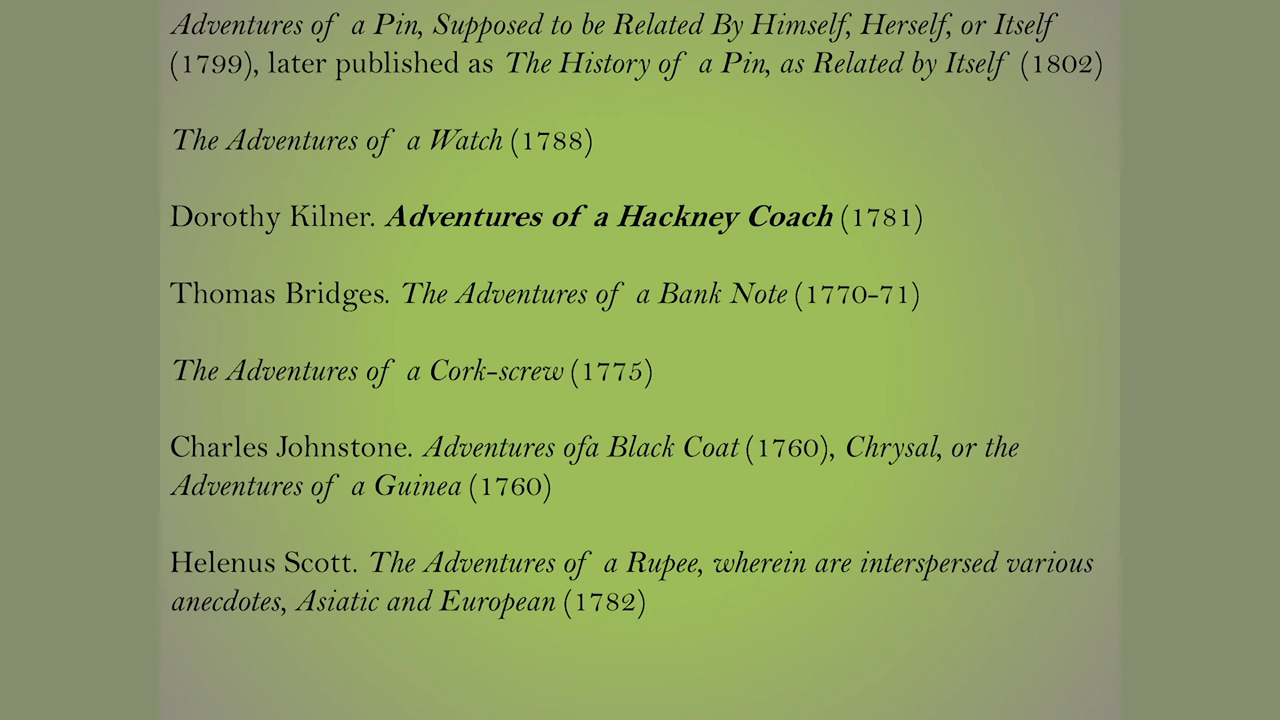 Adventures of a Pin, Supposed to be Related By Himself, Herself, or Itself
(1799), later published as The History of a Pin, as Related by Itself (1802)
The Adventures of a Watch (1788)
Dorothy Kilner. Adventures of a Hackney Coach (1781)
Thomas Bridges. The Adventures of a Bank Note (1770-71)
The Adventures of a Cork-screw (1775)
Charles Johnstone. Adventures ofa Black Coat (1760), Chrysal, or the
Adventures of a Guinea (1760)
Helenus Scott. The Adventures of a Rupee, wherein are interspersed various
anecdotes, Asiatic and European (1782)